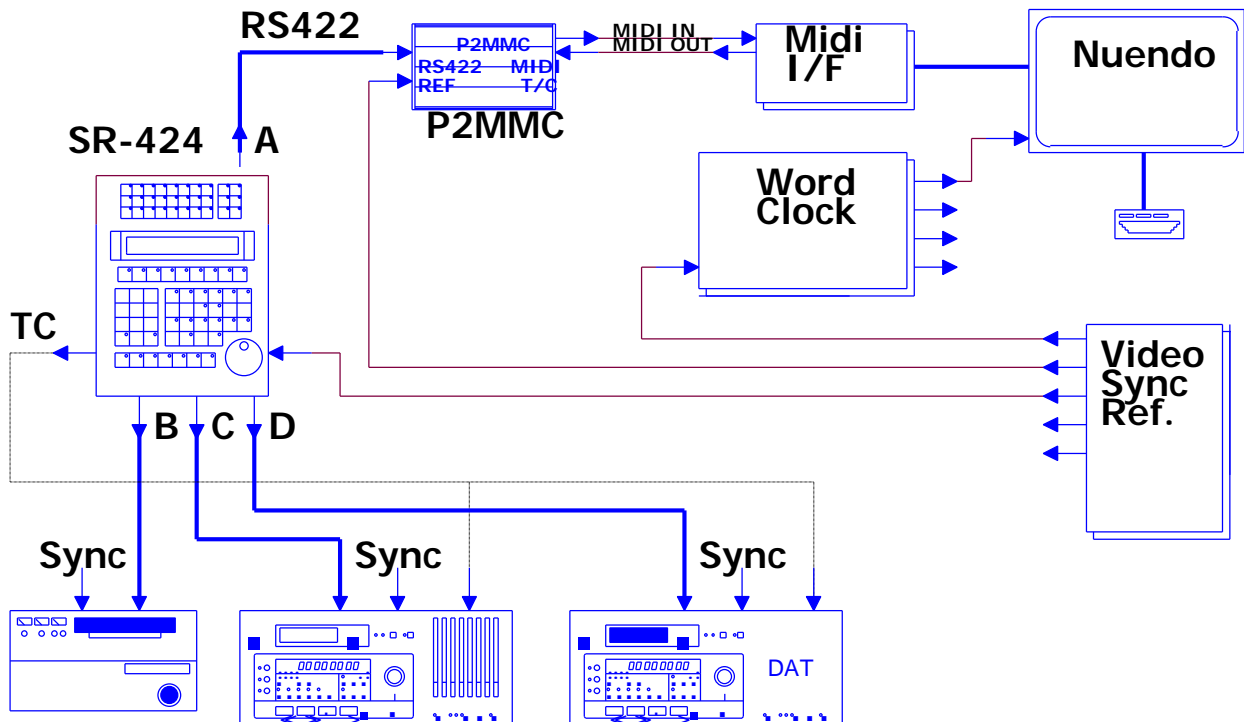 RS422
P2MMC
RS422 MIDI
REF T/C
P2MMC
MIDI IN
MIDI OUT
Midi
I/F
Nuendo
SR-424
A
Word
Clock
TC
Video
Sync
Ref.
B
C
D
Sync
Sync
Sync
DAT